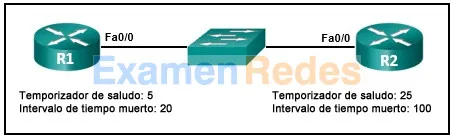 Fa0/0
Fa0/0
R1
R2
ExamenRedes
Temporizador de saludo: 5
Intervalo de tiempo muerto: 20
Temporizador de saludo: 25
Intervalo de tiempo muerto: 100